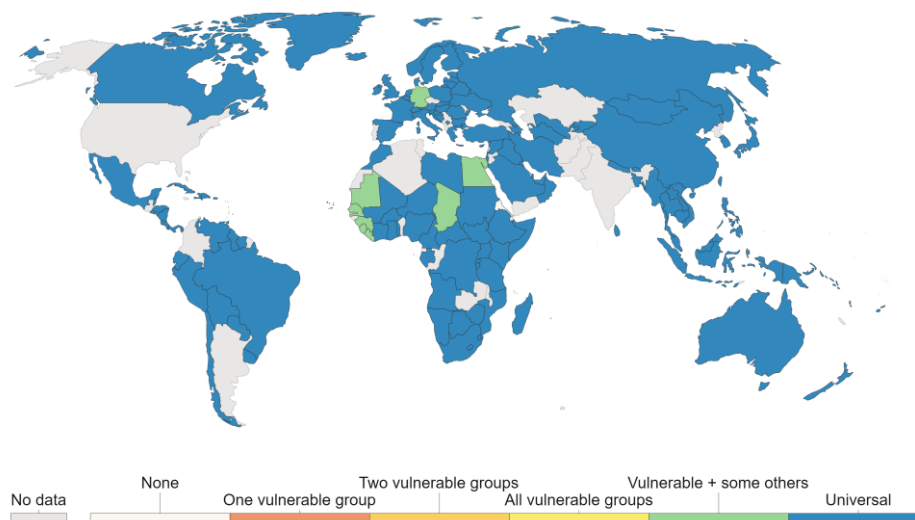 None
Two vulnerable groups
Vulnerable + some others
No data
One vulnerable group
All vulnerable groups
Universal